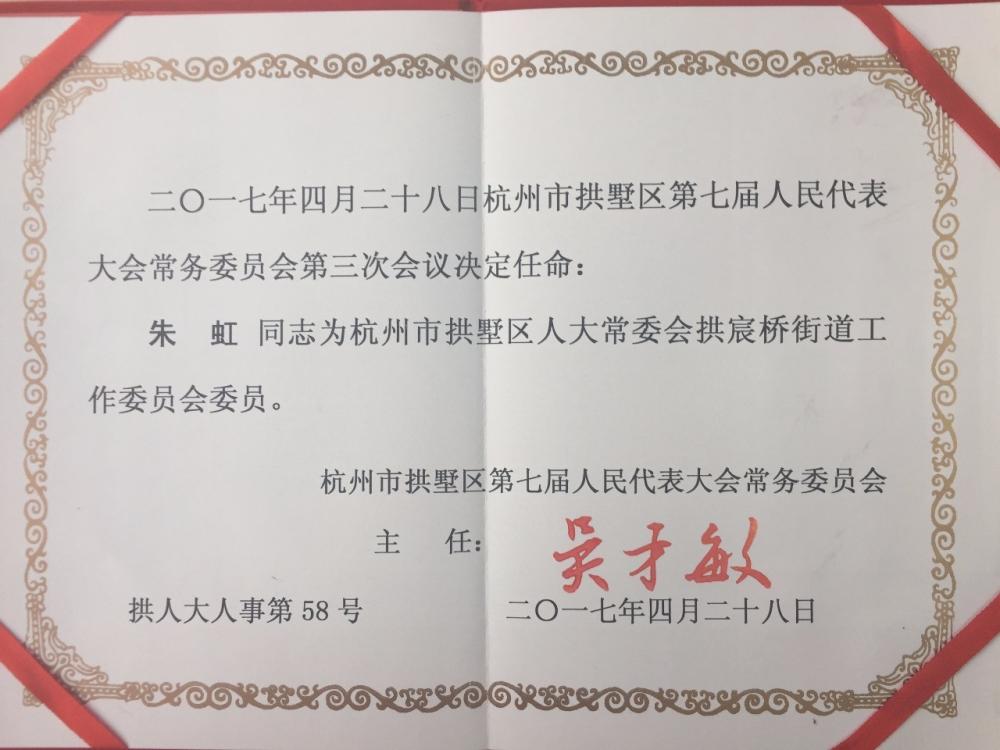 二〇一七年四月二十八日杭州市拱墅区第七届人民代表
大会常务委员会第三次会议决定任命：
朱 虹 同志为杭州市拱墅区人大常委会拱宸桥街道工
作委员会委员。
杭州市拱墅区第七届人民代表大会常务委员会
主 任：吴才敏
拱人大人事第58号 二〇一七年四月二十八日